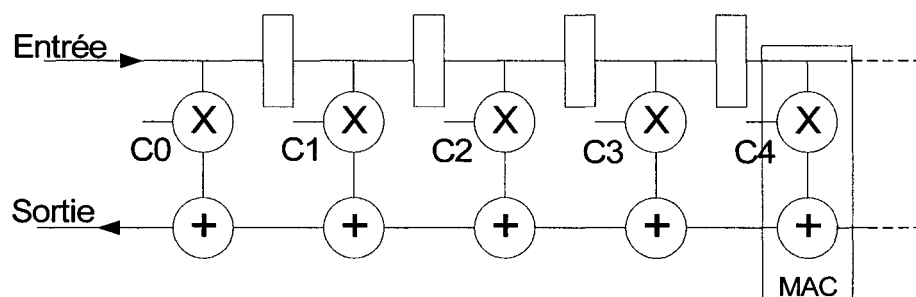 Entrée
X X X X X
C0 C1 C2 C3 C4
Sortie
+ + + + +
MAC